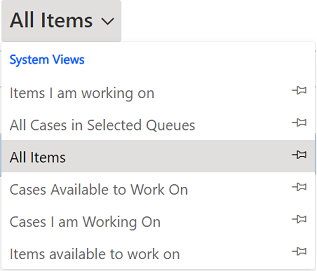 All Items
System Views
Items I am working on
All Cases in Selected Queues
All Items
Cases Available to Work On
Cases I am Working On
Items available to work on